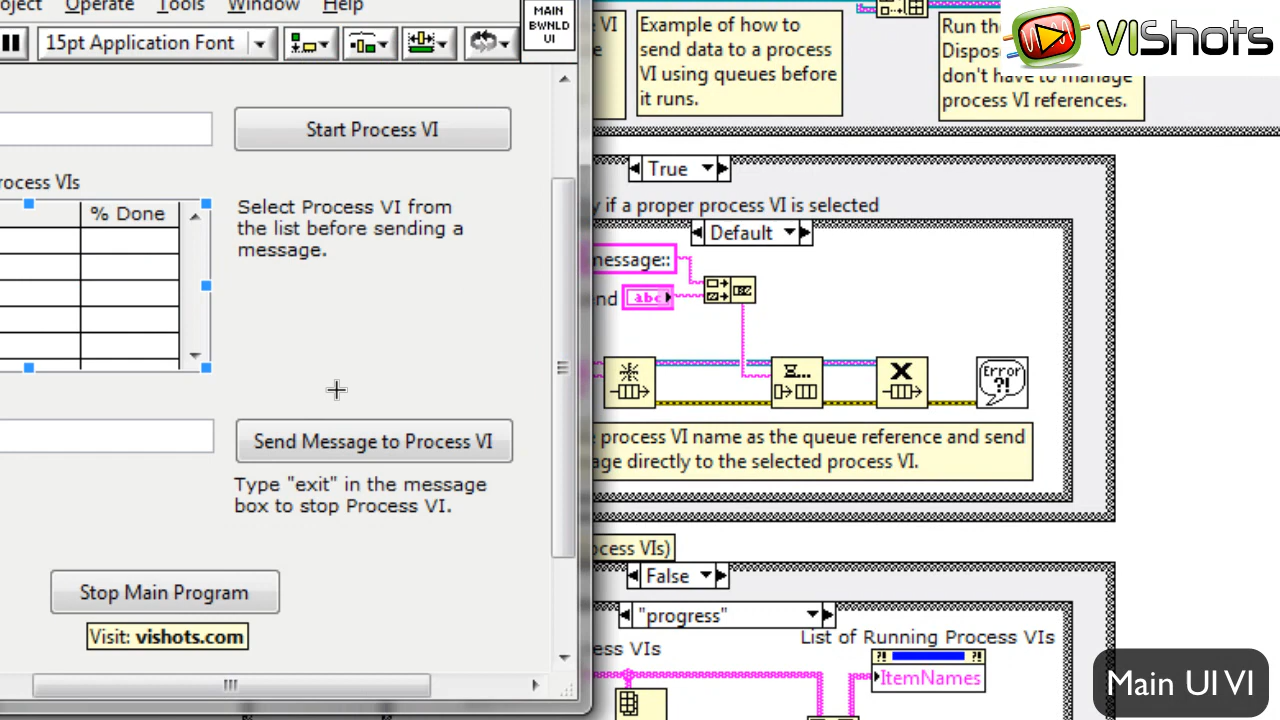 oject Operate Tools Window Help
MAIN
BWNLD
UI
15pt Application Font
Start Process VI
rocess VIs
% Done
Select Process VI from
the list before sending a
message.
Send Message to Process VI
Type "exit" in the message
box to stop Process VI.
Stop Main Program
Visit: vishots.com
VI
e
Example of how to
send data to a process
VI using queues before
it runs.
Run the
Dispos
don't have to manage
process VI references.
VIShots
True
y if a proper process VI is selected
Default
message::
nd abc
Error
?!
e process VI name as the queue reference and send
age directly to the selected process VI.
ocess VIs)
False
"progress"
ess VIs
List of Running Process VIs
?! ?!
ItemNames
Main UI VI